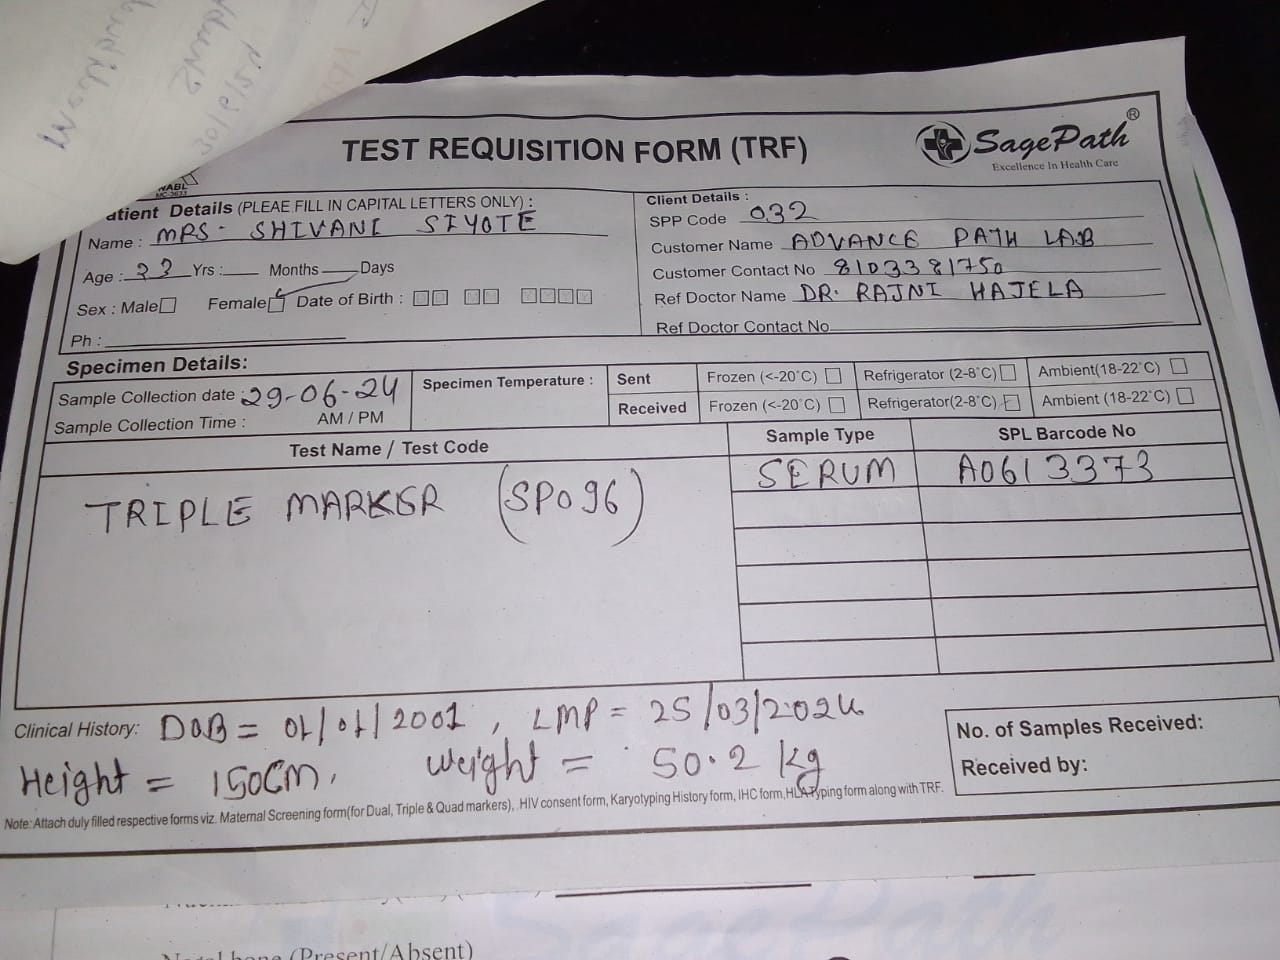 TEST REQUISITION FORM (TRF)
SagePath®
Excellence In Health Care
NABL
MC-3633
atient Details (PLEAE FILL IN CAPITAL LETTERS ONLY) :
Name : MRS. SHIVANI SIYOTE
Age : 23 Yrs : Months Days
Sex : Male Female Date of Birth :
Ph :
Client Details :
SPP Code 032
Customer Name ADVANCE PATH LAB
Customer Contact No 8103381750
Ref Doctor Name DR. RAJNI HAJELA
Ref Doctor Contact No
Specimen Details:
Sample Collection date : 29-06-24
Sample Collection Time : AM / PM
Specimen Temperature :
Sent Frozen (<-20°C) Refrigerator (2-8°C) Ambient(18-22°C)
Received Frozen (<-20°C) Refrigerator(2-8°C) Ambient (18-22°C)
Test Name / Test Code Sample Type SPL Barcode No
TRIPLE MARKER (SP096) SERUM A0613373
Clinical History: DOB = 01/01/2001, LMP = 25/03/2024
Height = 150CM, weight = 50.2 kg
Note: Attach duly filled respective forms viz. Maternal Screening form(for Dual, Triple & Quad markers), HIV consent form, Karyotyping History form, IHC form,HLA Typing form along with TRF.
No. of Samples Received:
Received by:
SagePath
(Present/Absent)